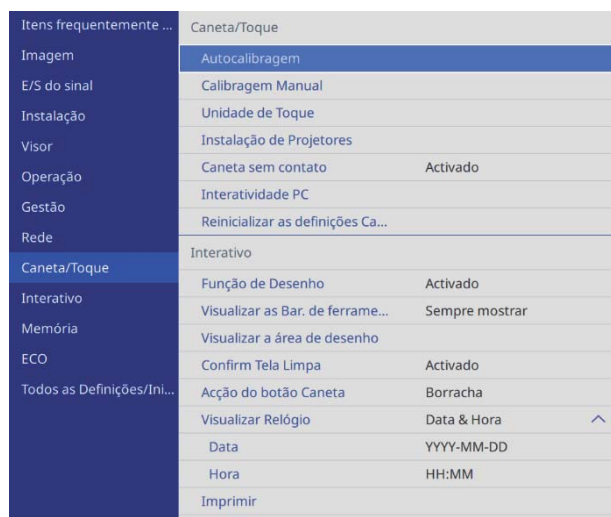 Itens frequentemente ...
Imagem
E/S do sinal
Instalação
Visor
Operação
Gestão
Rede
Caneta/Toque
Interativo
Memória
ECO
Todos as Definições/Ini...
Caneta/Toque
Autocalibragem
Calibragem Manual
Unidade de Toque
Instalação de Projetores
Caneta sem contato Activado
Interatividade PC
Reinicializar as definições Ca...
Interativo
Função de Desenho Activado
Visualizar as Bar. de ferrame... Sempre mostrar
Visualizar a área de desenho
Confirm Tela Limpa Activado
Acção do botão Caneta Borracha
Visualizar Relógio Data & Hora
Data YYYY-MM-DD
Hora HH:MM
Imprimir